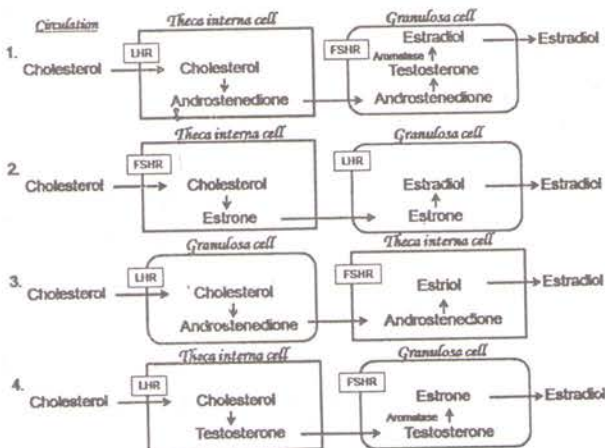 Circulation Theca interna cell Granulosa cell
1. LHR FSHR Estradiol Estradiol
Aromatase
Cholesterol Cholesterol Testosterone
Androstenedione Androstenedione
Theca interna cell Granulosa cell
2. FSHR LHR
Cholesterol Cholesterol Estradiol Estradiol
Estrone Estrone
Granulosa cell Theca interna cell
3. LHR FSHR
Cholesterol Cholesterol Estriol Estradiol
Androstenedione Androstenedione
Theca interna cell Granulosa cell
4. LHR FSHR
Cholesterol Cholesterol Estrone Estradiol
Aromatase
Testosterone Testosterone